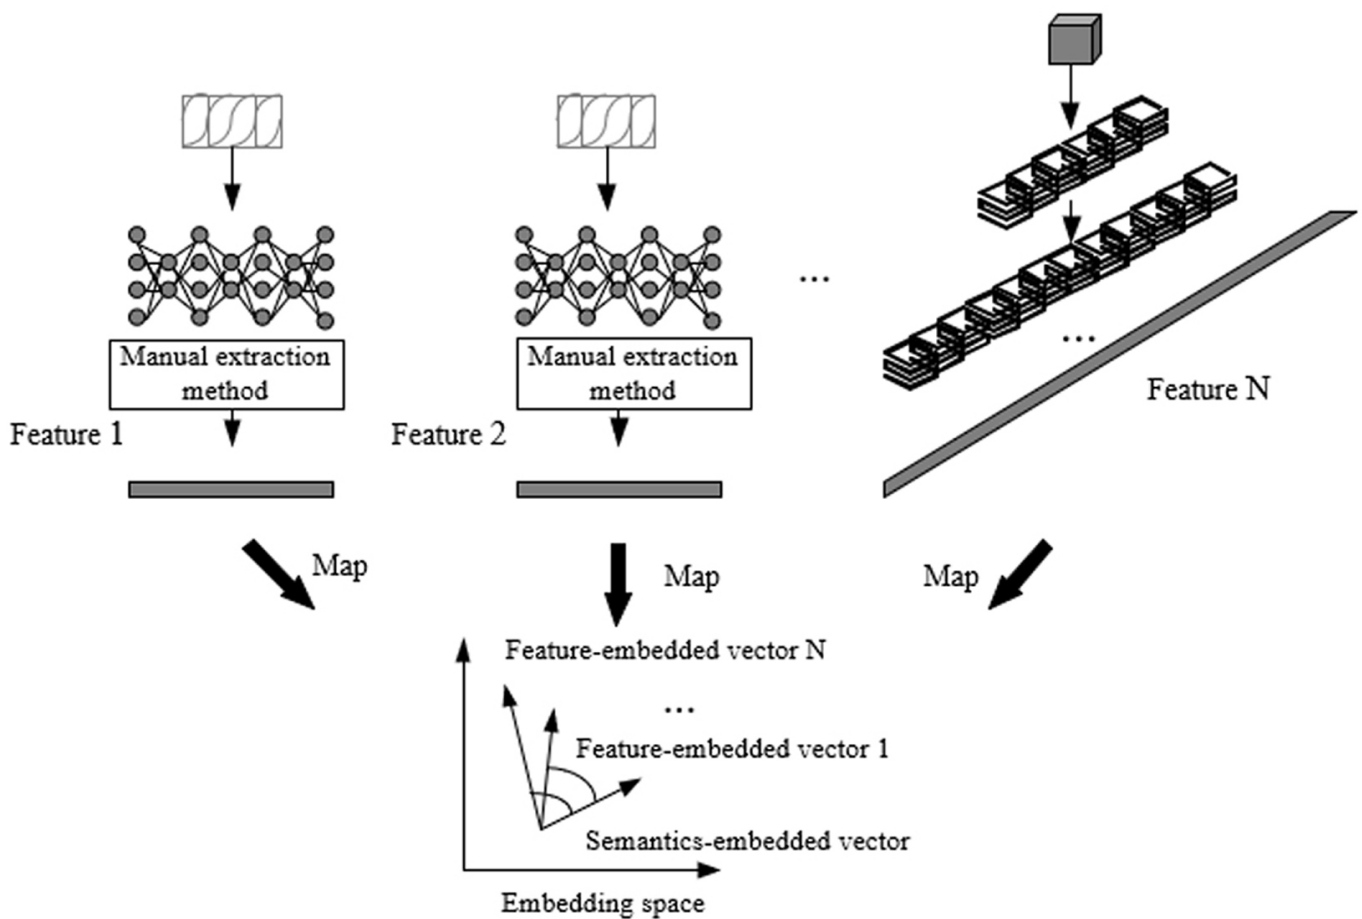 Manual extraction
method
Manual extraction
method
...
...
Feature N
Feature 1
Feature 2
Map
Map
Map
Feature-embedded vector N
...
Feature-embedded vector 1
Semantics-embedded vector
Embedding space